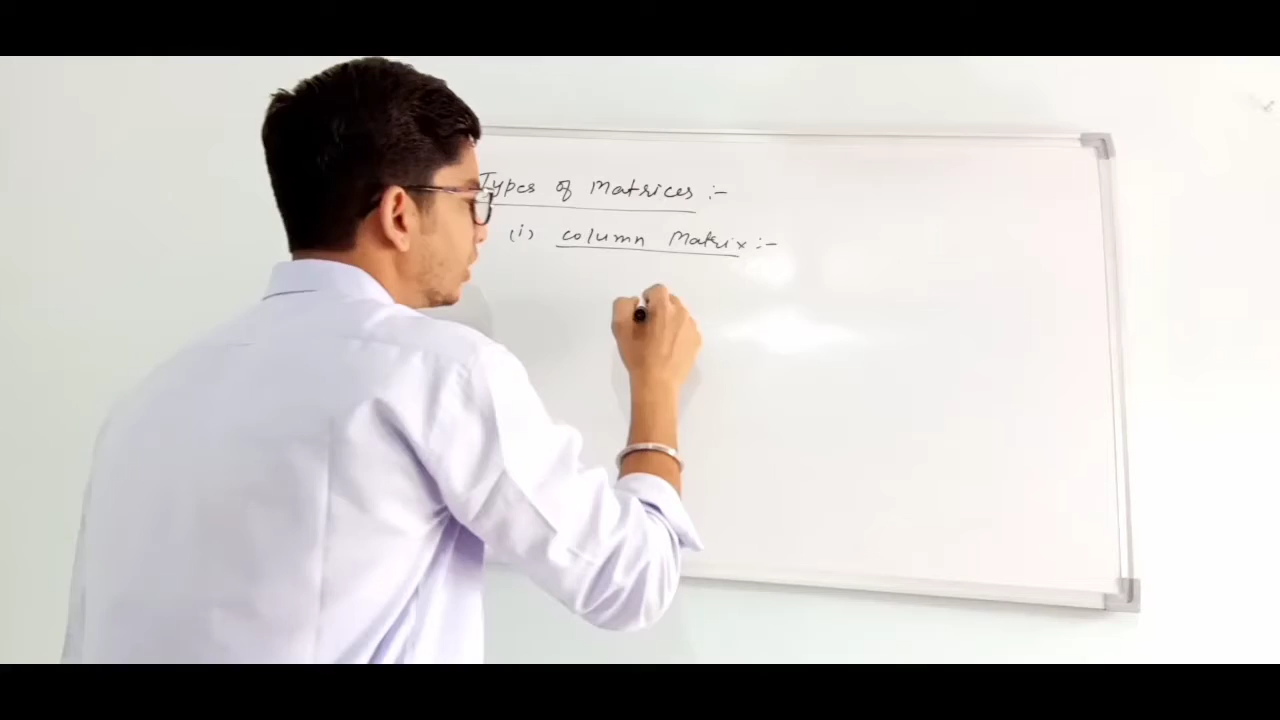 Types of Matrices :-
(i) column Matrix :-